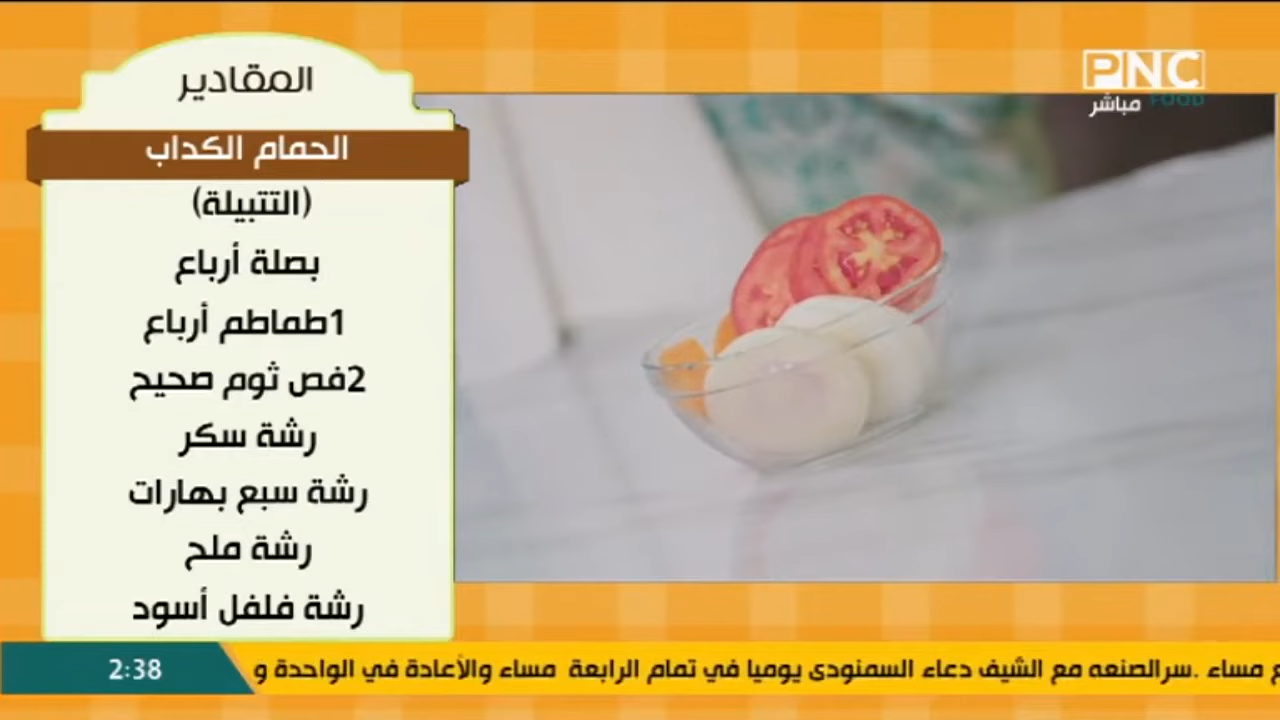 المقادير
الحمام الكداب
(التتبيلة)
بصلة أرباع
1طماطم أرباع
2فص ثوم صحيح
رشة سكر
رشة سبع بهارات
رشة ملح
رشة فلفل أسود
PNC
FOOD
مباشر
مساء .سرالصنعه مع الشيف دعاء السمنودى يوميا في تمام الرابعة مساء والأعادة في الواحدة و
2:38